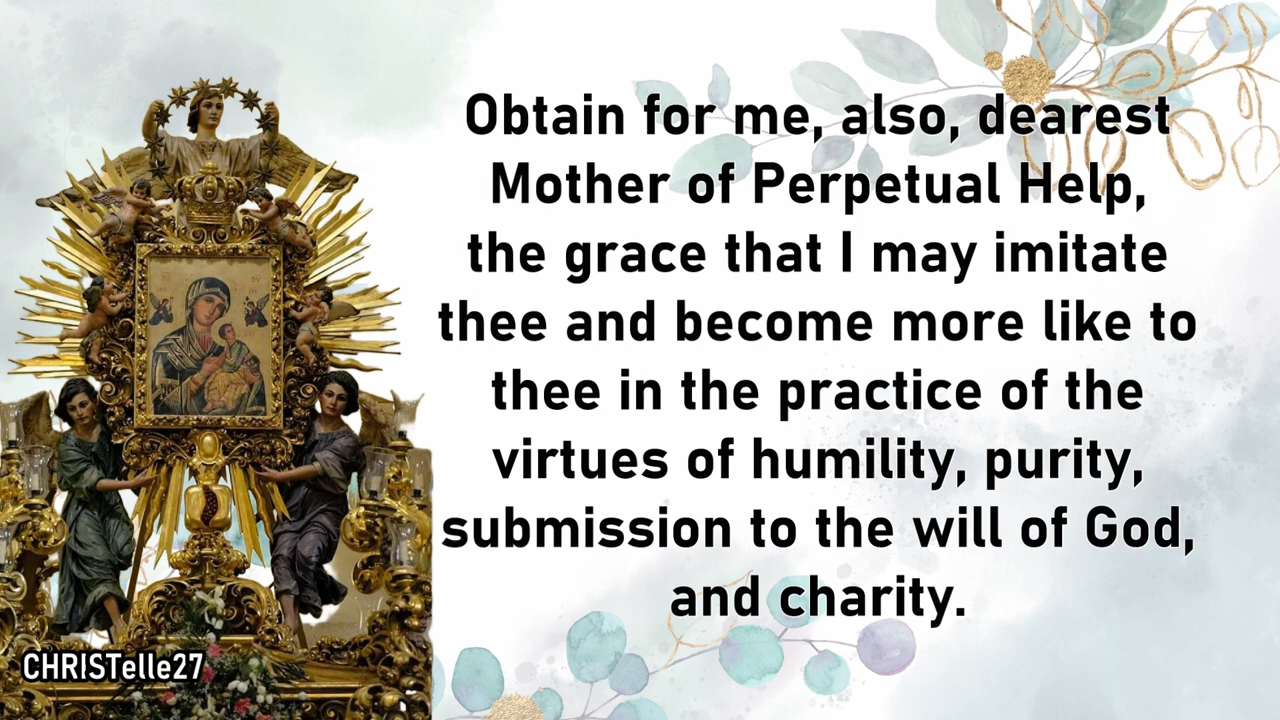 Obtain for me, also, dearest
Mother of Perpetual Help,
the grace that I may imitate
thee and become more like to
thee in the practice of the
virtues of humility, purity,
submission to the will of God,
and charity.
CHRISTelle27